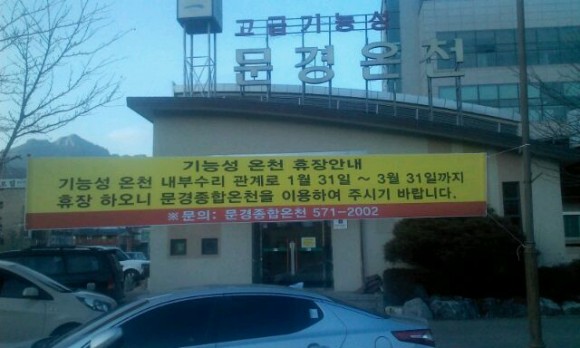 고급기능성
문경온천
기능성 온천 휴장안내
기능성 온천 내부수리 관계로 1월 31일 ~ 3월 31일까지
휴장 하오니 문경종합온천을 이용하여 주시기 바랍니다.
※문의: 문경종합온천 571-2002